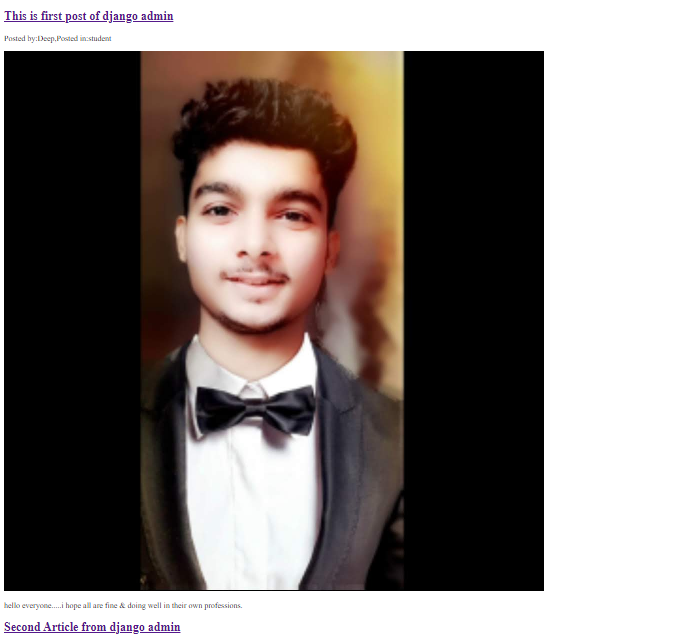 This is first post of django admin
Posted by:Deep,Posted in:student
hello everyone.....i hope all are fine & doing well in their own professions.
Second Article from django admin